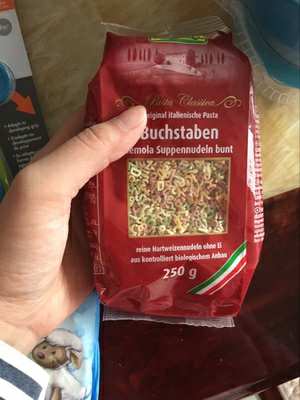 Pasta Classica
original italienische Pasta
Buchstaben
emola Suppennudeln bunt
reine Hartweizennudeln ohne Ei
aus kontrolliert biologischem Anbau
250 g